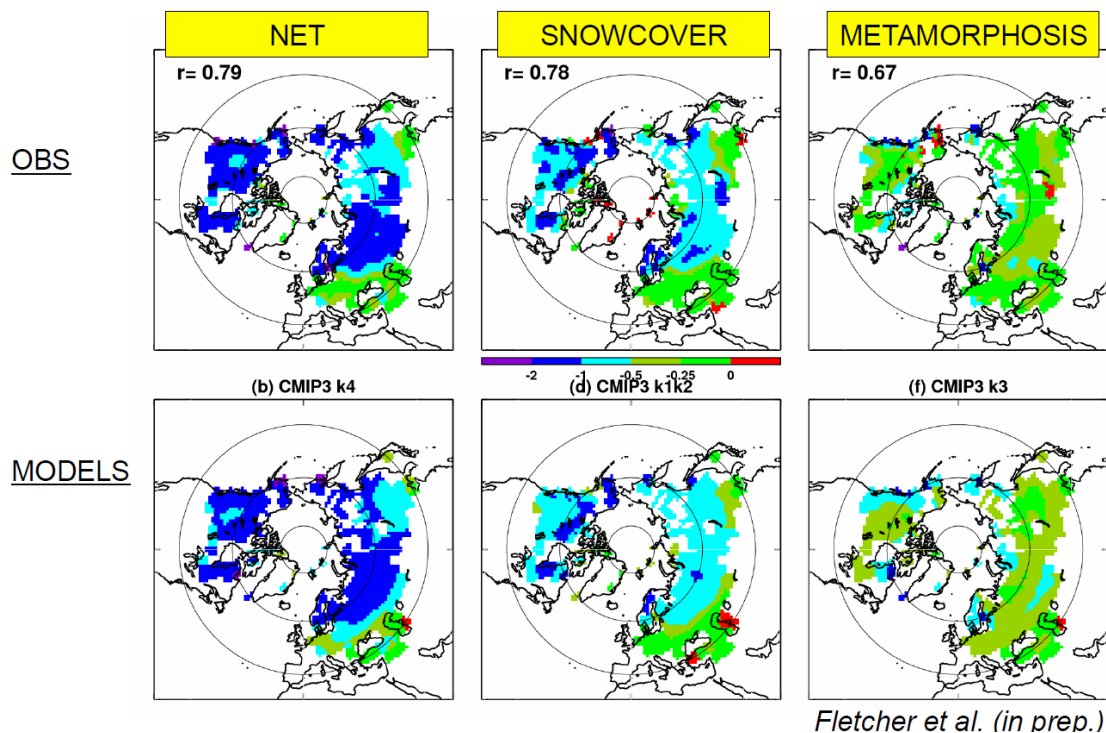 NET
SNOWCOVER
METAMORPHOSIS
r= 0.79
r= 0.78
r= 0.67
OBS
-2
-1
-0.5
-0.25
0
(b) CMIP3 k4
(d) CMIP3 k1k2
(f) CMIP3 k3
MODELS
Fletcher et al. (in prep.)